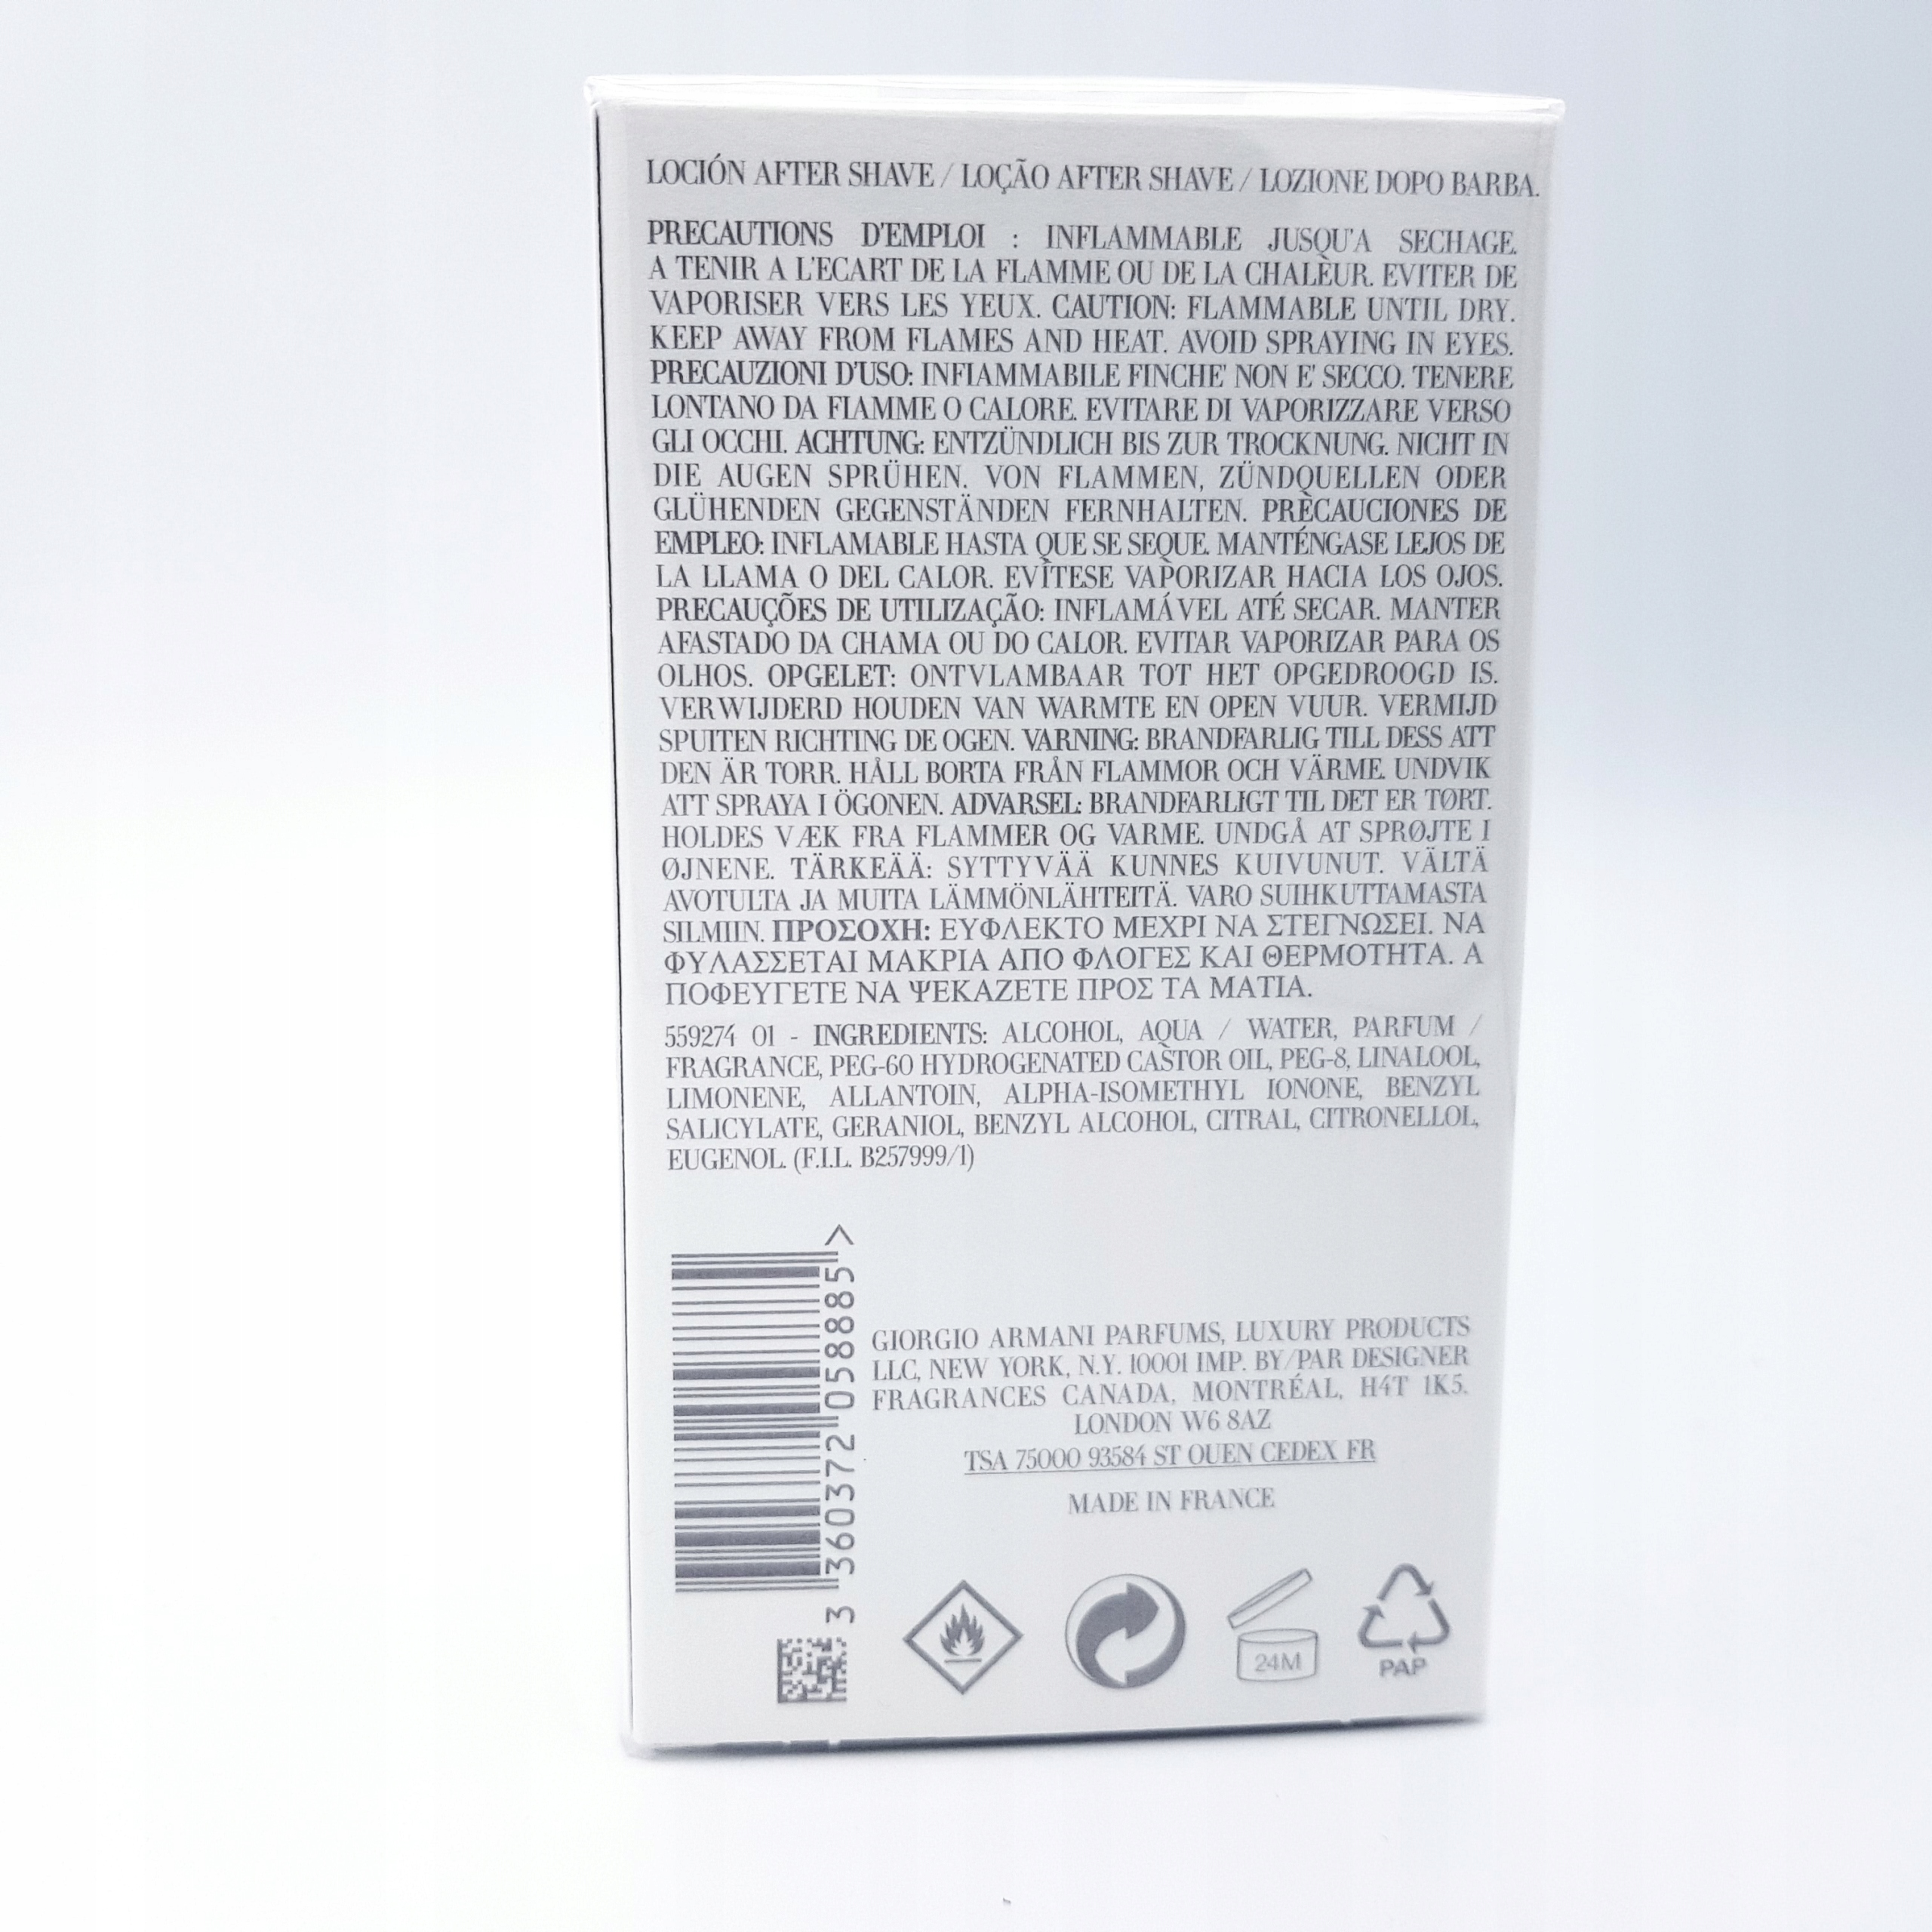 LOCIÓN AFTER SHAVE / LOÇÃO AFTER SHAVE / LOZIONE DOPO BARBA.
PRECAUTIONS D'EMPLOI : INFLAMMABLE JUSQU'A SECHAGE.
A TENIR A L'ECART DE LA FLAMME OU DE LA CHALEUR. EVITER DE
VAPORISER VERS LES YEUX. CAUTION: FLAMMABLE UNTIL DRY.
KEEP AWAY FROM FLAMES AND HEAT. AVOID SPRAYING IN EYES.
PRECAUZIONI D'USO: INFIAMMABILE FINCHE' NON E' SECCO. TENERE
LONTANO DA FIAMME O CALORE. EVITARE DI VAPORIZZARE VERSO
GLI OCCHI. ACHTUNG: ENTZÜNDLICH BIS ZUR TROCKNUNG. NICHT IN
DIE AUGEN SPRÜHEN. VON FLAMMEN, ZÜNDQUELLEN ODER
GLÜHENDEN GEGENSTÄNDEN FERNHALTEN. PRECAUCIONES DE
EMPLEO: INFLAMABLE HASTA QUE SE SEQUE. MANTÉNGASE LEJOS DE
LA LLAMA O DEL CALOR. EVÍTESE VAPORIZAR HACIA LOS OJOS.
PRECAUÇÕES DE UTILIZAÇÃO: INFLAMÁVEL ATÉ SECAR. MANTER
AFASTADO DA CHAMA OU DO CALOR. EVITAR VAPORIZAR PARA OS
OLHOS. OPGELET: ONTVLAMBAAR TOT HET OPGEDROOGD IS.
VERWIJDERD HOUDEN VAN WARMTE EN OPEN VUUR. VERMIJD
SPUITEN RICHTING DE OGEN. VARNING: BRANDFARLIG TILL DESS ATT
DEN ÄR TORR. HÅLL BORTA FRÅN FLAMMOR OCH VÄRME. UNDVIK
ATT SPRAYA I ÖGONEN. ADVARSEL: BRANDFARLIGT TIL DET ER TØRT.
HOLDES VÆK FRA FLAMMER OG VARME. UNDGÅ AT SPRØJTE I
ØJNENE. TÄRKEÄÄ: SYTTYVÄÄ KUNNES KUIVUNUT. VÄLTÄ
AVOTULTA JA MUITA LÄMMÖNLÄHTEITÄ. VARO SUIHKUTTAMASTA
SILMIIN. ΠΡΟΣΟΧΗ: ΕΥΦΛΕΚΤΟ ΜΕΧΡΙ ΝΑ ΣΤΕΓΝΩΣΕΙ. ΝΑ
ΦΥΛΑΣΣΕΤΑΙ ΜΑΚΡΙΑ ΑΠΟ ΦΛΟΓΕΣ ΚΑΙ ΘΕΡΜΟΤΗΤΑ. Α
ΠΟΦΕΥΓΕΤΕ ΝΑ ΨΕΚΑΖΕΤΕ ΠΡΟΣ ΤΑ ΜΑΤΙΑ.
559274 01 - INGREDIENTS: ALCOHOL, AQUA / WATER, PARFUM /
FRAGRANCE, PEG-60 HYDROGENATED CASTOR OIL, PEG-8, LINALOOL,
LIMONENE, ALLANTOIN, ALPHA-ISOMETHYL IONONE, BENZYL
SALICYLATE, GERANIOL, BENZYL ALCOHOL, CITRAL, CITRONELLOL,
EUGENOL. (F.I.L. B257999/1)
3 360372 058885 >
GIORGIO ARMANI PARFUMS, LUXURY PRODUCTS
LLC, NEW YORK, N.Y. 10001 IMP. BY/PAR DESIGNER
FRAGRANCES CANADA, MONTRÉAL, H4T 1K5.
LONDON W6 8AZ
TSA 75000 93584 ST OUEN CEDEX FR
MADE IN FRANCE
24M
PAP